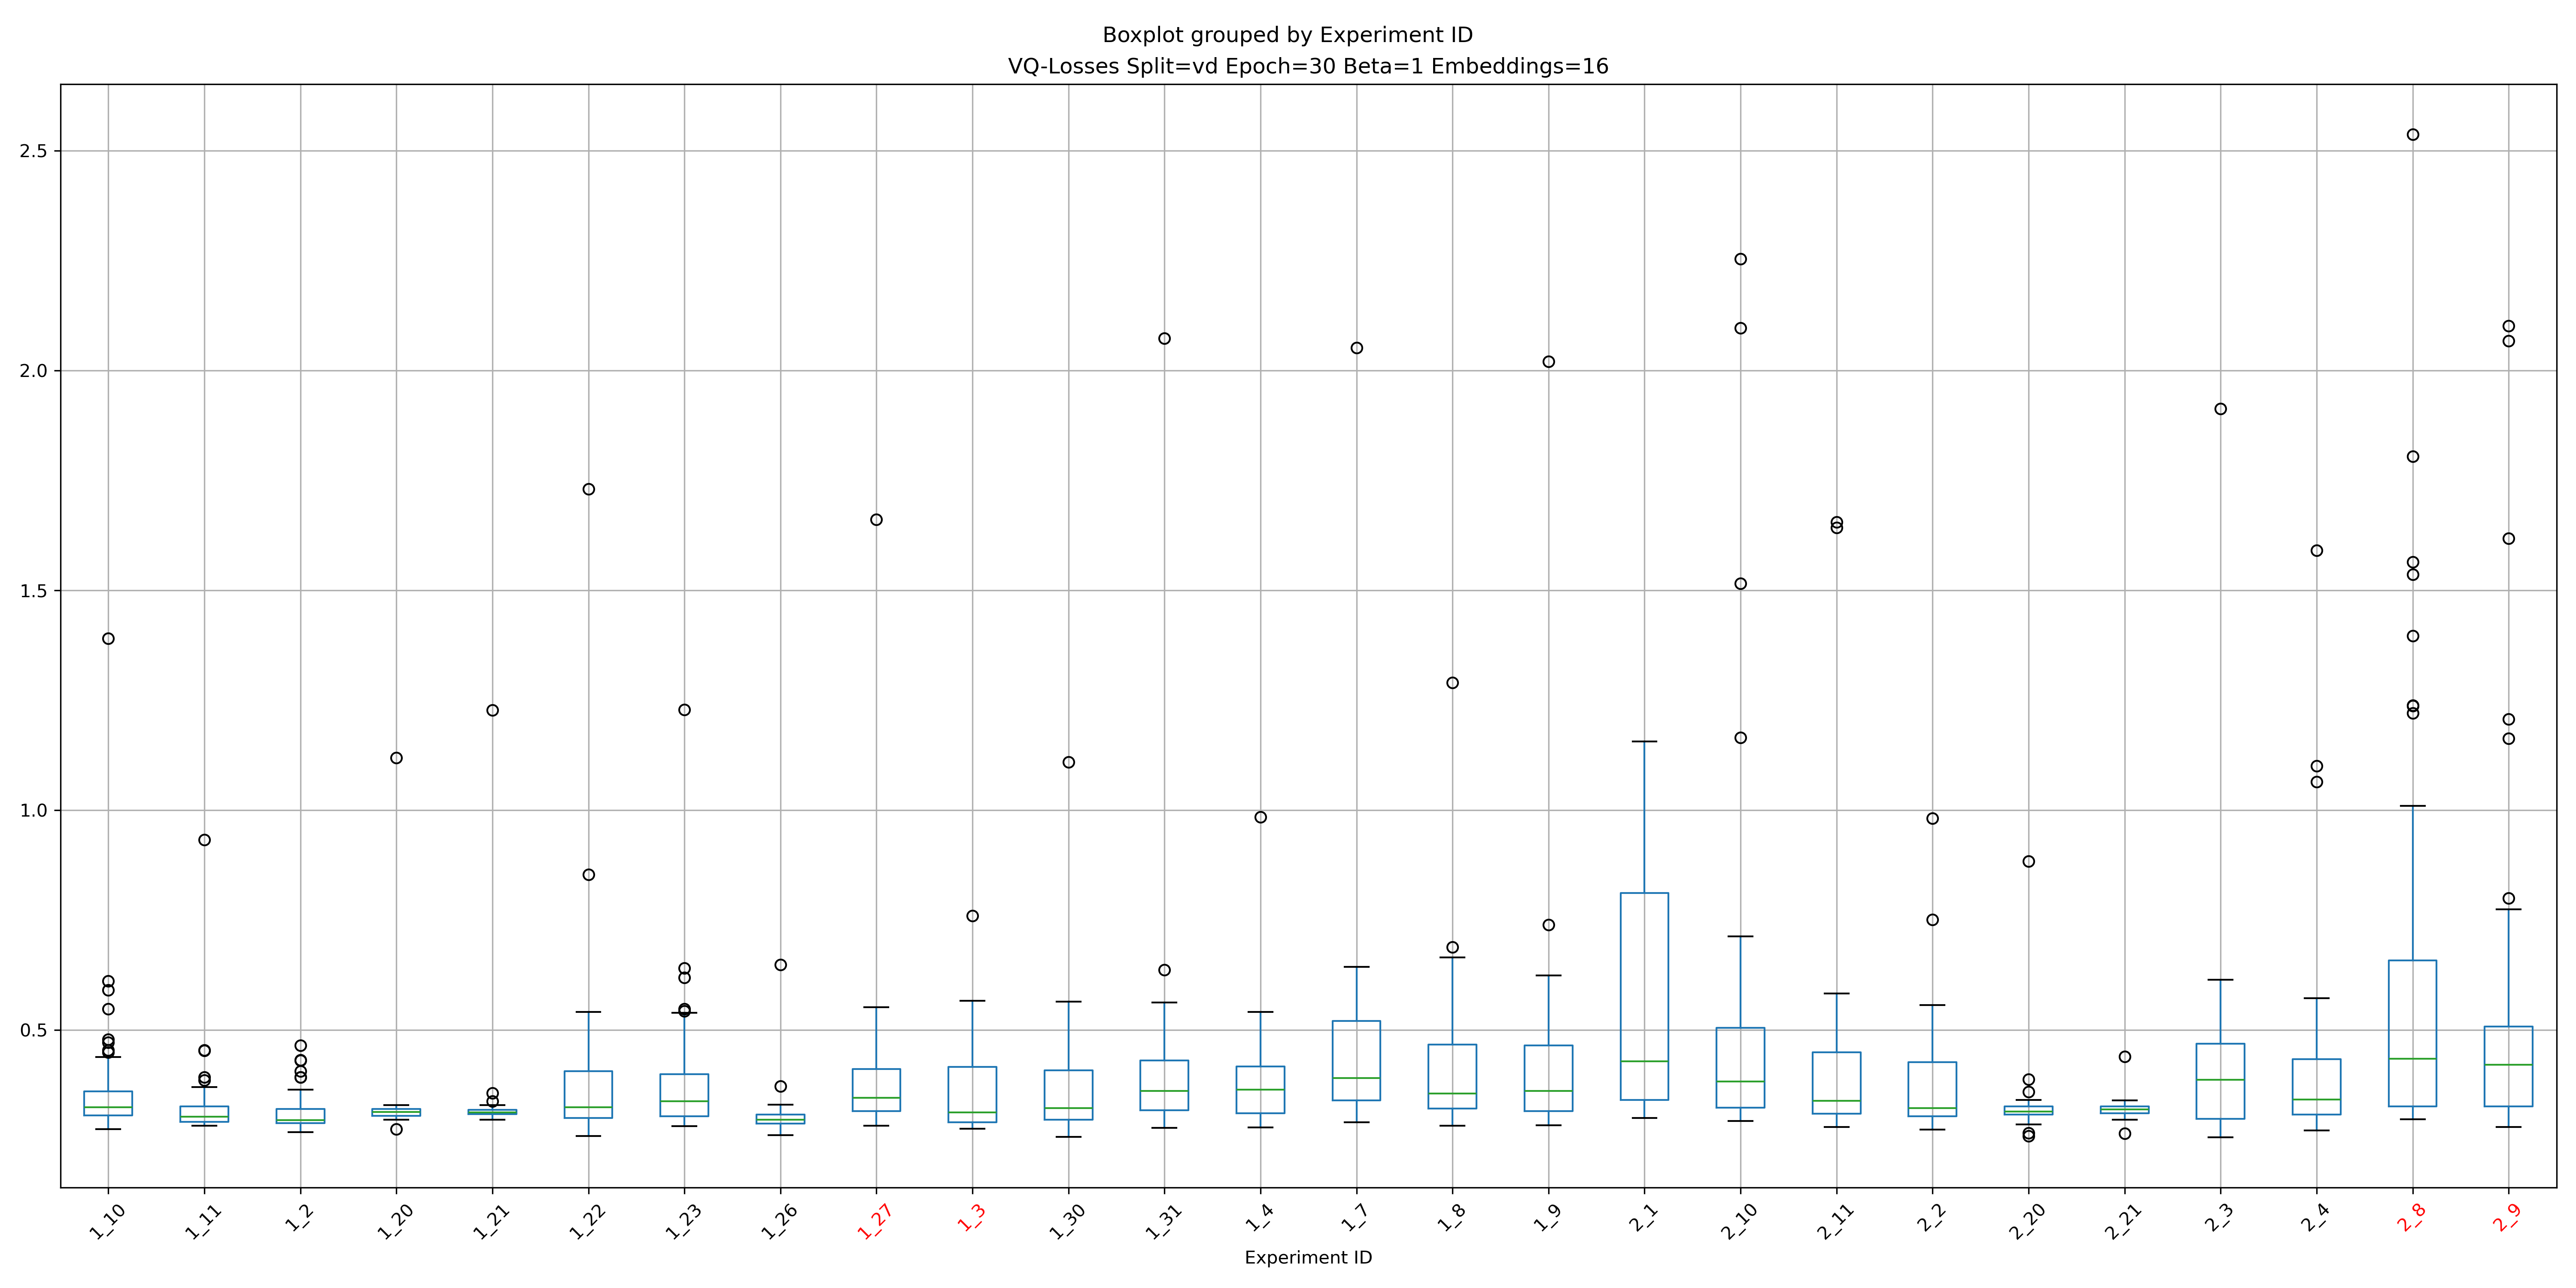 Boxplot grouped by Experiment ID
VQ-Losses Split=vd Epoch=30 Beta=1 Embeddings=16
2.5
2.0
1.5
1.0
0.5
1_10 1_11 1_2 1_20 1_21 1_22 1_23 1_26 1_27 1_3 1_30 1_31 1_4 1_7 1_8 1_9 2_1 2_10 2_11 2_2 2_20 2_21 2_3 2_4 2_8 2_9
Experiment ID